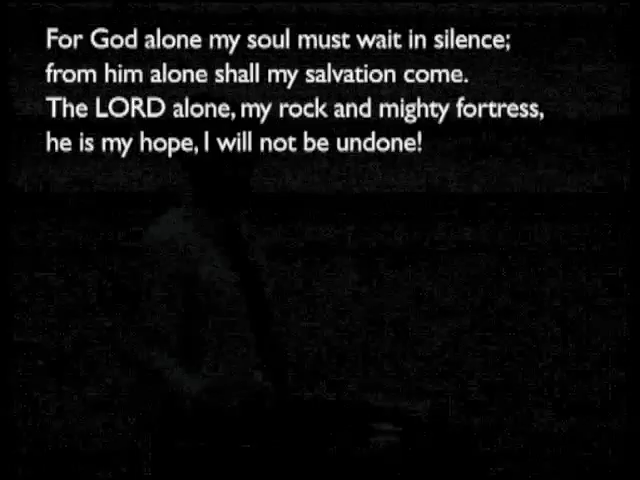 For God alone my soul must wait in silence;
from him alone shall my salvation come.
The LORD alone, my rock and mighty fortress,
he is my hope, I will not be undone!